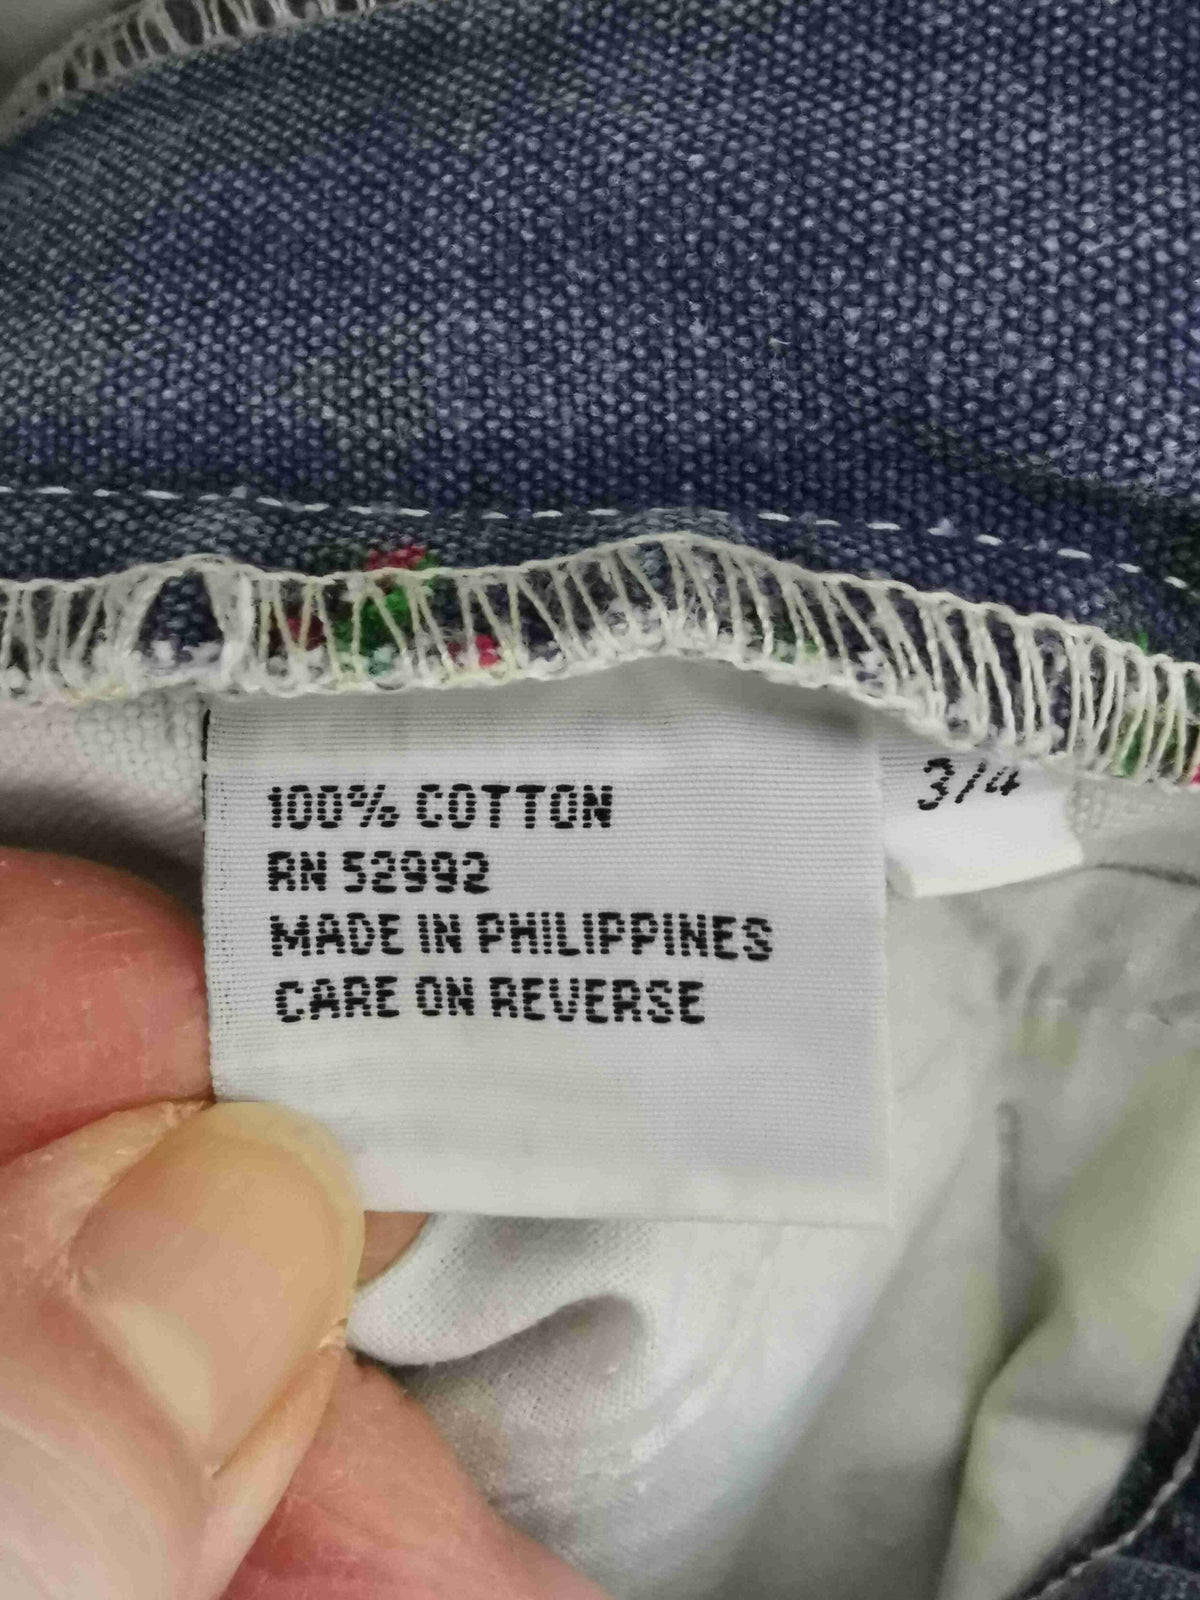 100% COTTON
RN 52992
MADE IN PHILIPPINES
CARE ON REVERSE
3/4